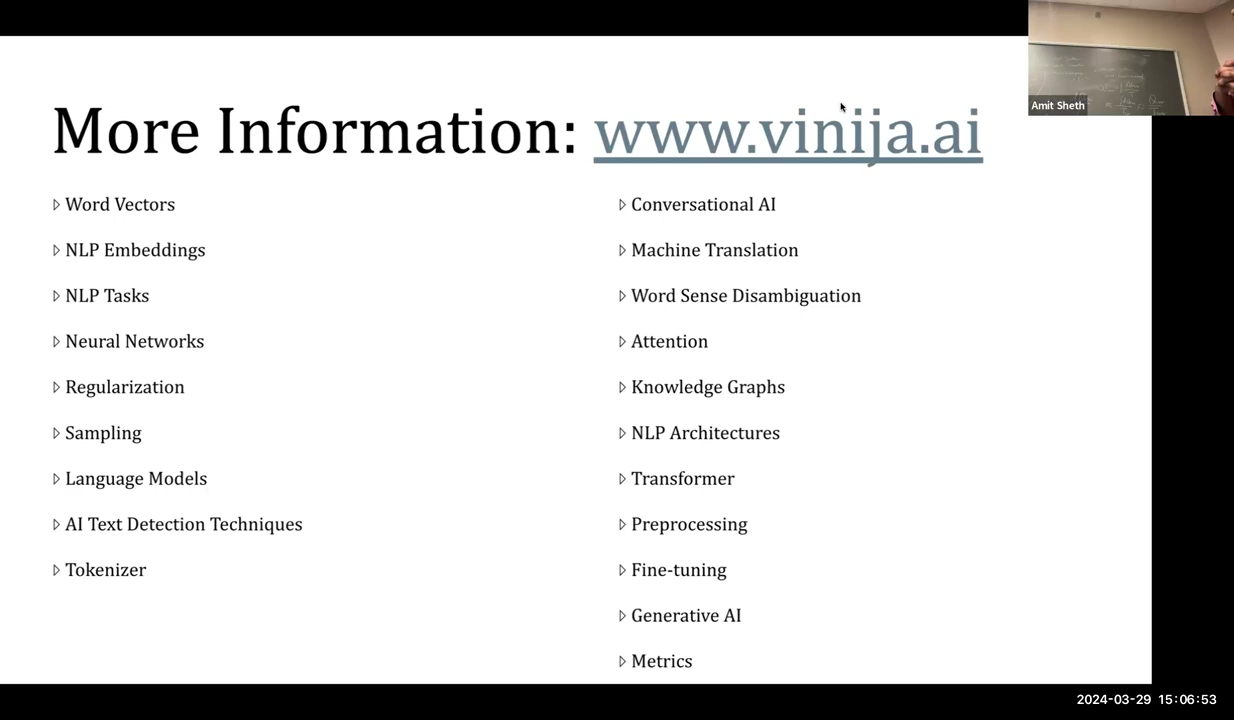 More Information: www.vinija.ai
Word Vectors
NLP Embeddings
NLP Tasks
Neural Networks
Regularization
Sampling
Language Models
AI Text Detection Techniques
Tokenizer
Conversational AI
Machine Translation
Word Sense Disambiguation
Attention
Knowledge Graphs
NLP Architectures
Transformer
Preprocessing
Fine-tuning
Generative AI
Metrics
Amit Sheth
2024-03-29 15:06:53